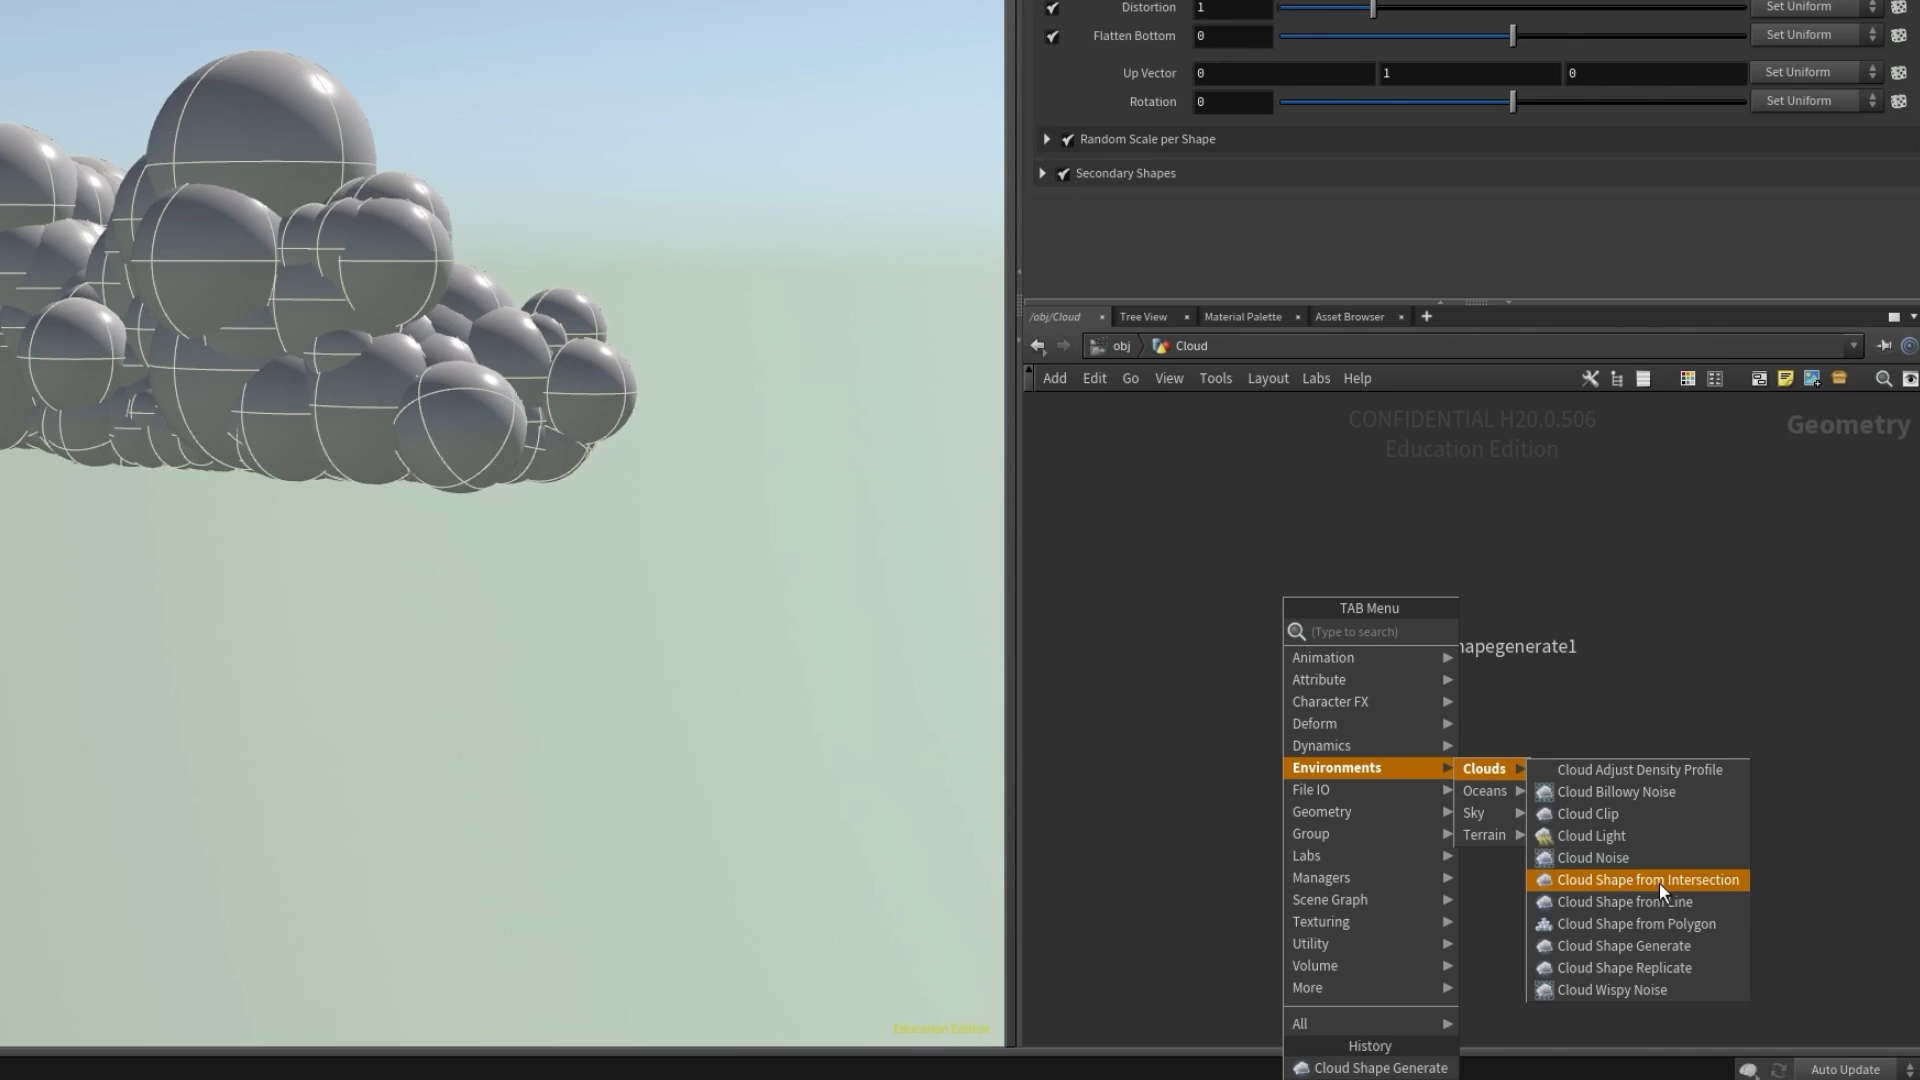 Distortion 1 Set Uniform
Flatten Bottom 0 Set Uniform
Up Vector 0 1 0 Set Uniform
Rotation 0 Set Uniform
Random Scale per Shape
Secondary Shapes
/obj/Cloud × Tree View × Material Palette × Asset Browser × +
obj Cloud
Add Edit Go View Tools Layout Labs Help
CONFIDENTIAL H20.0.506
Education Edition
Geometry
TAB Menu
(Type to search)
hapegenerate1
Animation
Attribute
Character FX
Deform
Dynamics
Environments
File IO
Geometry
Group
Labs
Managers
Scene Graph
Texturing
Utility
Volume
More
All
History
Cloud Shape Generate
Clouds
Oceans
Sky
Terrain
Cloud Adjust Density Profile
Cloud Billowy Noise
Cloud Clip
Cloud Light
Cloud Noise
Cloud Shape from Intersection
Cloud Shape from Line
Cloud Shape from Polygon
Cloud Shape Generate
Cloud Shape Replicate
Cloud Wispy Noise
Education Edition
Auto Update